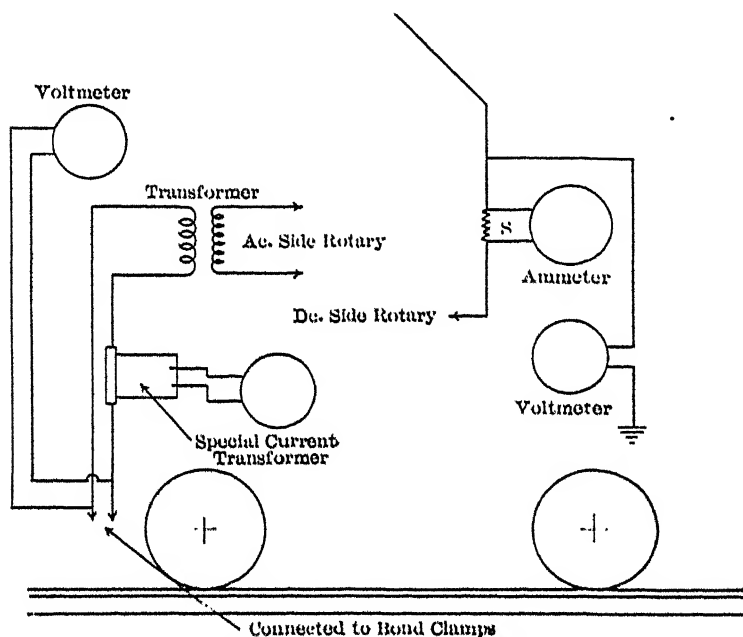 Voltmeter
Transformer
Ac. Side Rotary
S
Ammeter
Dc. Side Rotary
Voltmeter
Special Current
Transformer
Connected to Bond Clamps